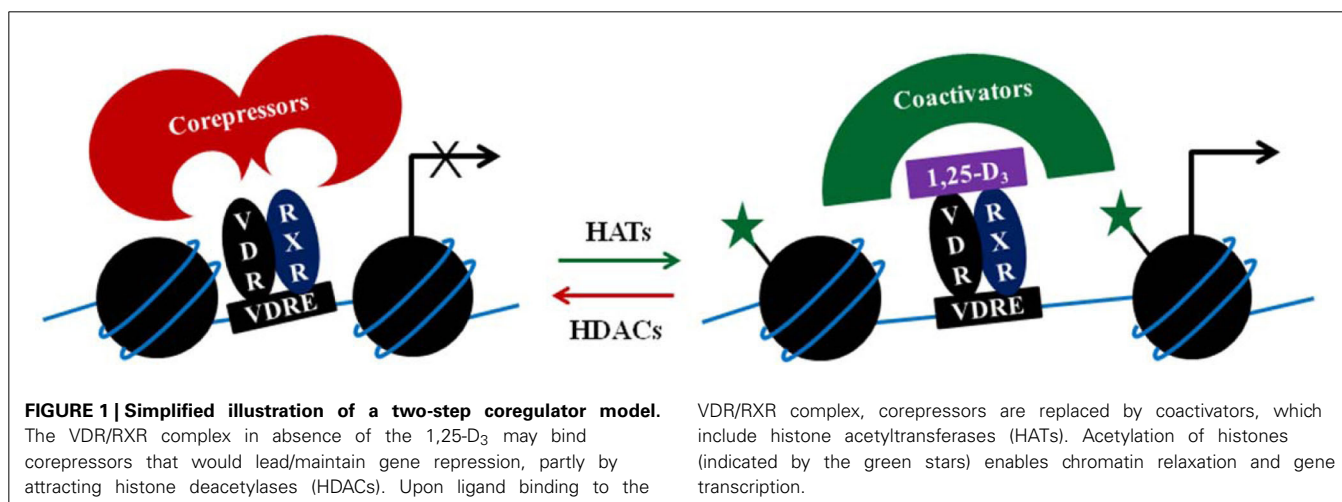 Corepressors
V
D
R
R
X
R
VDRE
HATs
HDACs
Coactivators
1,25-D₃
V
D
R
R
X
R
VDRE
FIGURE 1 | Simplified illustration of a two-step coregulator model.
The VDR/RXR complex in absence of the 1,25-D₃ may bind
corepressors that would lead/maintain gene repression, partly by
attracting histone deacetylases (HDACs). Upon ligand binding to the
VDR/RXR complex, corepressors are replaced by coactivators, which
include histone acetyltransferases (HATs). Acetylation of histones
(indicated by the green stars) enables chromatin relaxation and gene
transcription.